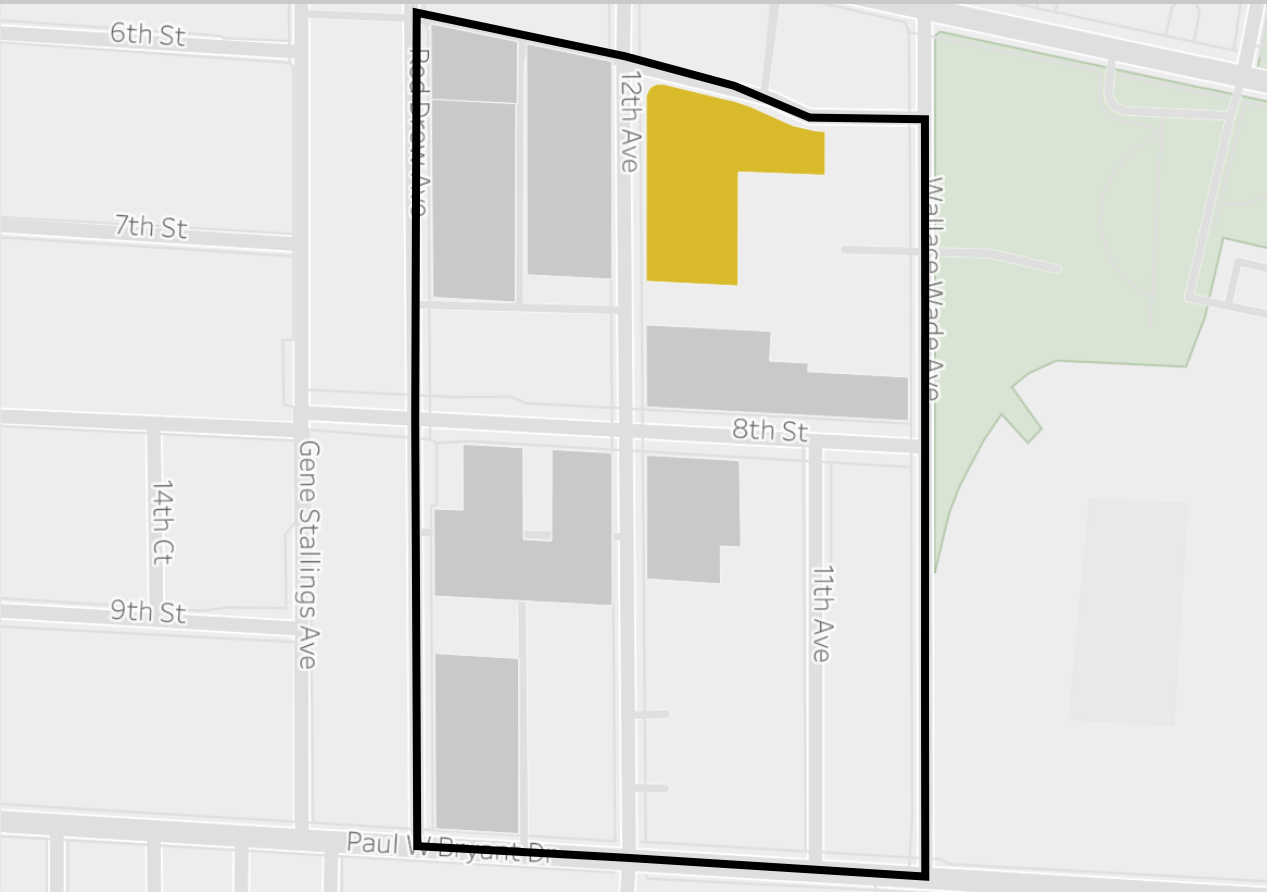 6th St
Red Drew Ave
12th Ave
7th St
Wallace Wade Ave
8th St
14th Ct
Gene Stallings Ave
11th Ave
9th St
Paul W Bryant Dr